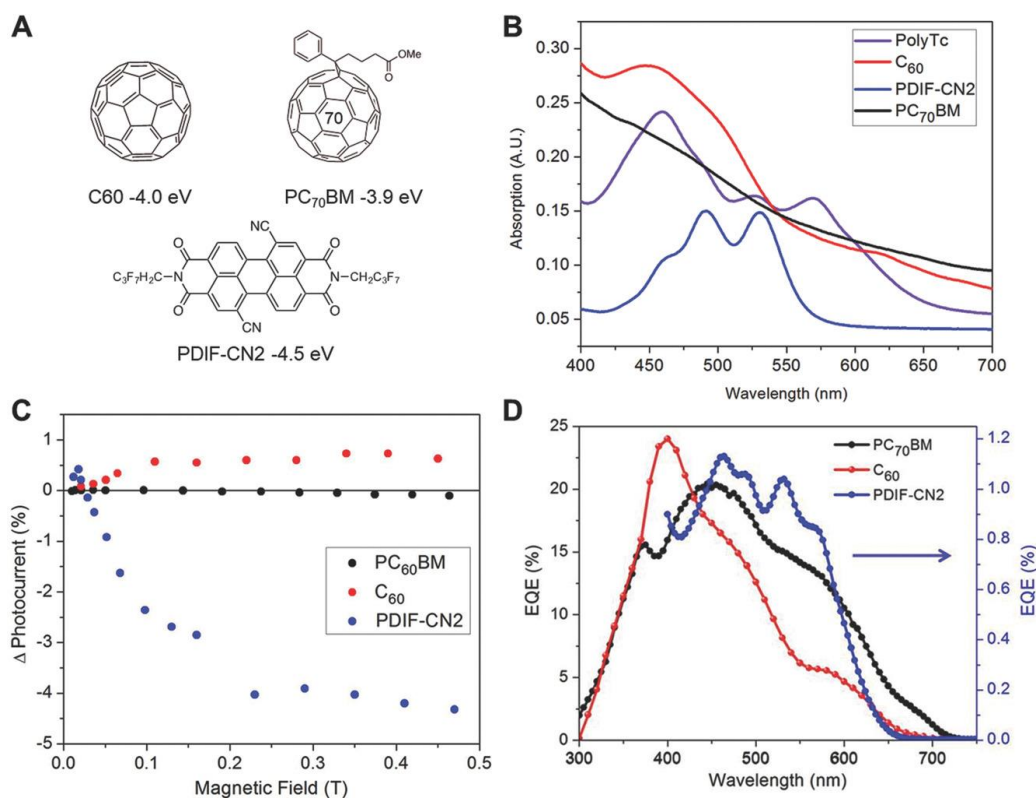 A
OMe
O
70
C60 -4.0 eV
PC70BM -3.9 eV
CN
O
O
C3F7H2C-N
N-CH2C3F7
O
O
CN
PDIF-CN2 -4.5 eV
B
PolyTc
C60
PDIF-CN2
PC70BM
0.30
0.25
0.20
0.15
0.10
0.05
Absorption (A.U.)
400 450 500 550 600 650 700
Wavelength (nm)
C
1
0
-1
-2
-3
-4
-5
Δ Photocurrent (%)
PC60BM
C60
PDIF-CN2
0.0 0.1 0.2 0.3 0.4 0.5
Magnetic Field (T)
D
25
20
15
10
5
0
EQE (%)
PC70BM
C60
PDIF-CN2
1.2
1.0
0.8
0.6
0.4
0.2
0.0
EQE (%)
300 400 500 600 700
Wavelength (nm)